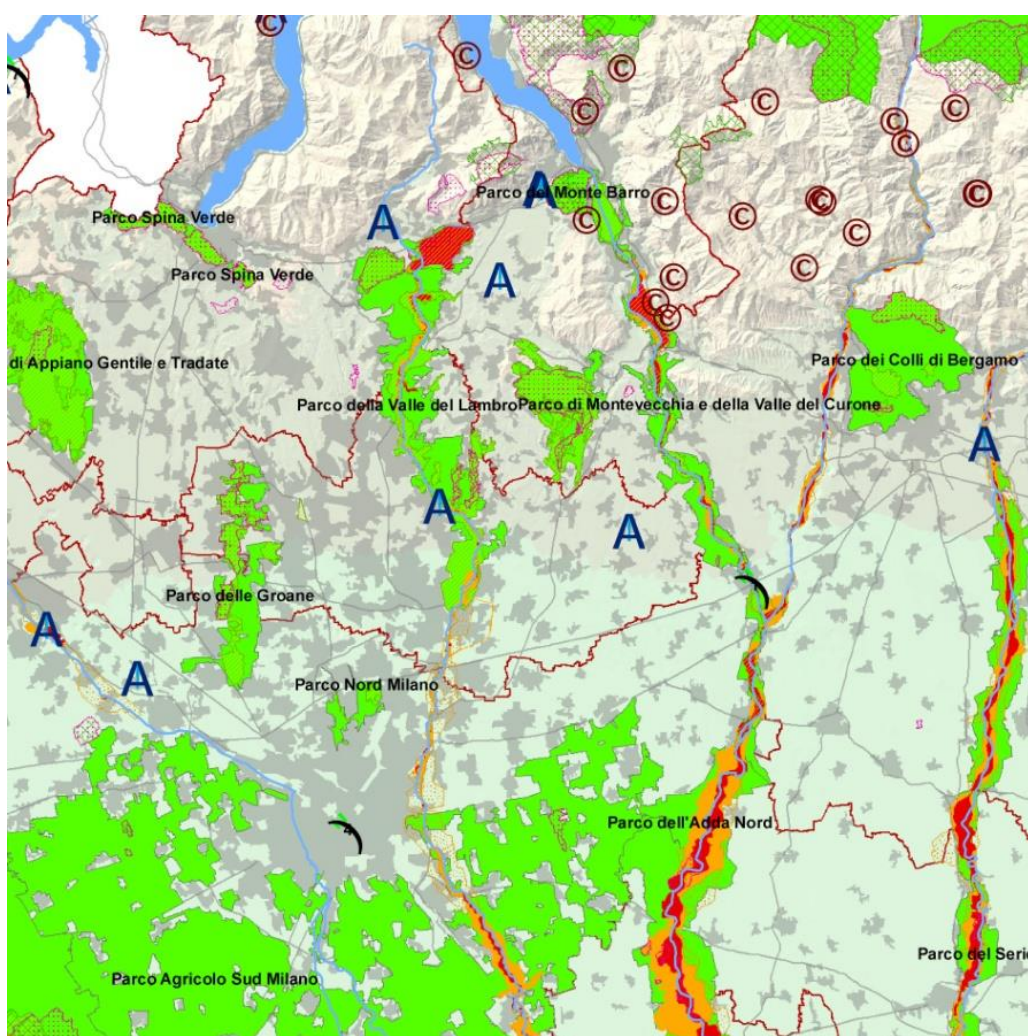 ©
©
©
©
©
©
©
©
A
Parco del Monte Barro
©
©
©
©
©
Parco Spina Verde
A
©
©
©
Parco Spina Verde
A
©
©
©
©
di Appiano Gentile e Tradate
Parco dei Colli di Bergamo
Parco della Valle del Lambro
Parco di Montevecchia e della Valle del Curone
A
A
A
Parco delle Groane
A
A
Parco Nord Milano
Parco dell'Adda Nord
Parco del Serio
Parco Agricolo Sud Milano